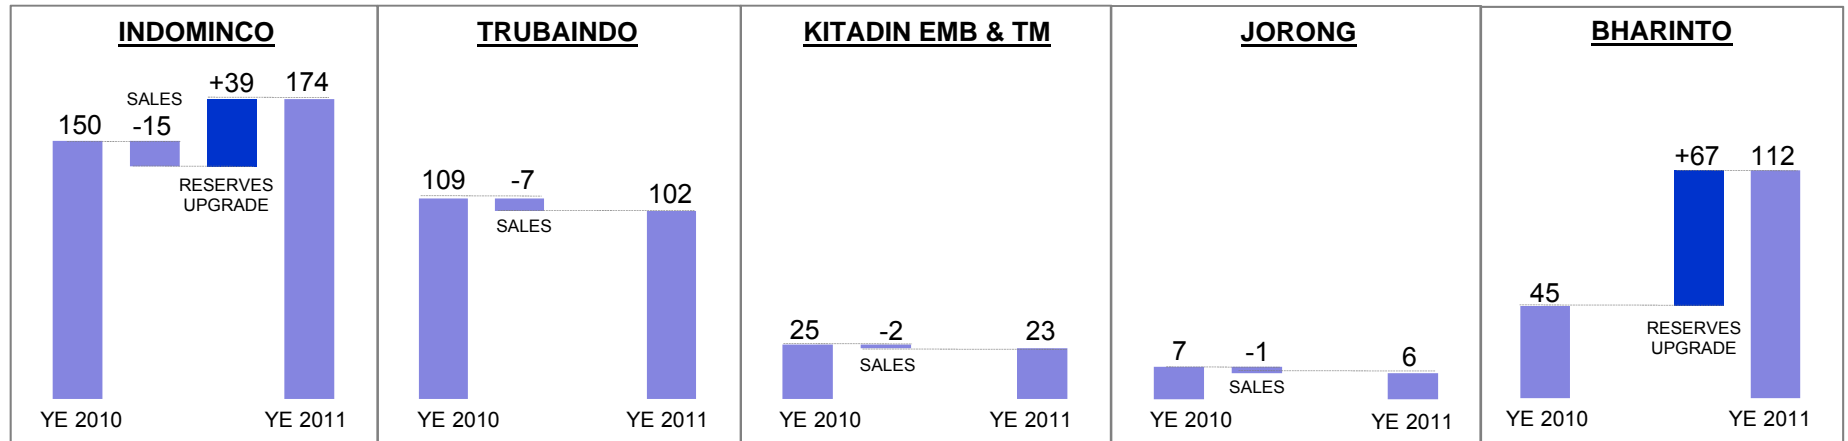 INDOMINCO
SALES
+39 174
150 -15
RESERVES
UPGRADE
YE 2010 YE 2011
TRUBAINDO
109 -7 102
SALES
YE 2010 YE 2011
KITADIN EMB & TM
25 -2 23
SALES
YE 2010 YE 2011
JORONG
7 -1 6
SALES
YE 2010 YE 2011
BHARINTO
+67 112
45
RESERVES
UPGRADE
YE 2010 YE 2011